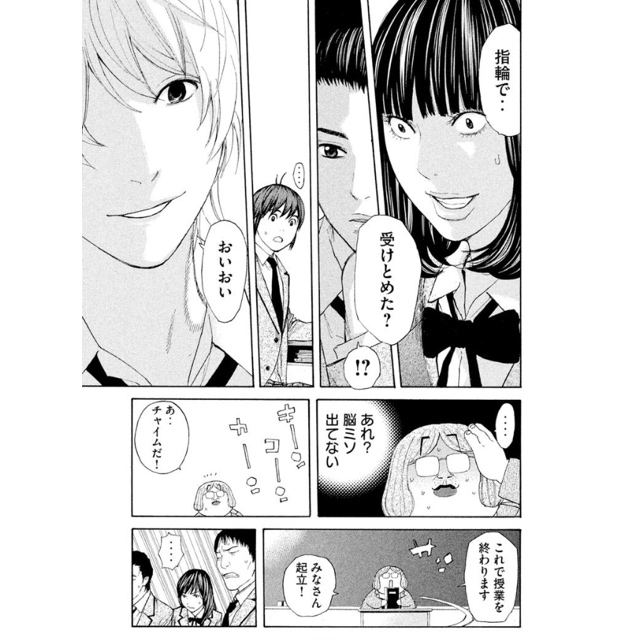 指輪で‥
受けとめた?
!?
‥‥
おいおい
‥‥
あれ?
脳ミソ
出てない
キーン
コーン
カーン
あ‥
チャイムだ!
これで授業を
終わります
みなさん
起立!
‥‥